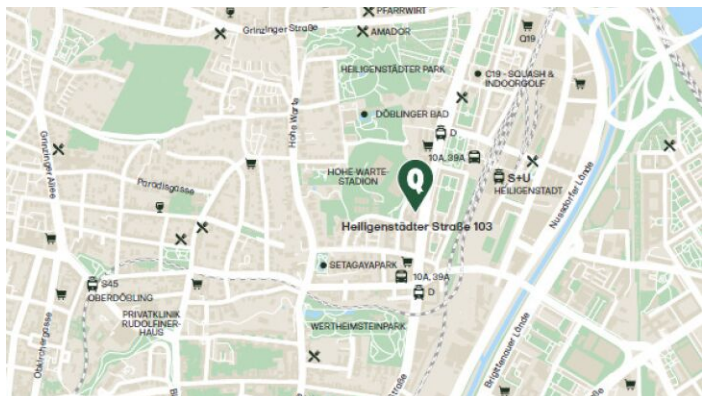 PFARRWIRT
Grinzinger Straße
AMADOR
Q19
HEILIGENSTÄDTER PARK
C19 - SQUASH &
INDOORGOLF
DÖBLINGER BAD
Hohe Warte
D
Grinzinger Allee
10A, 39A
S+U
HEILIGENSTADT
HOHE-WARTE-
STADION
Q
Paradisgasse
Nussdorfer Lände
Heiligenstädter Straße 103
SETAGAYAPARK
10A, 39A
S45
OBERDÖBLING
D
PRIVATKLINIK
RUDOLFINER-
HAUS
WERTHEIMSTEINPARK
Obkirchergasse
Brigittenauer Lände
Straße